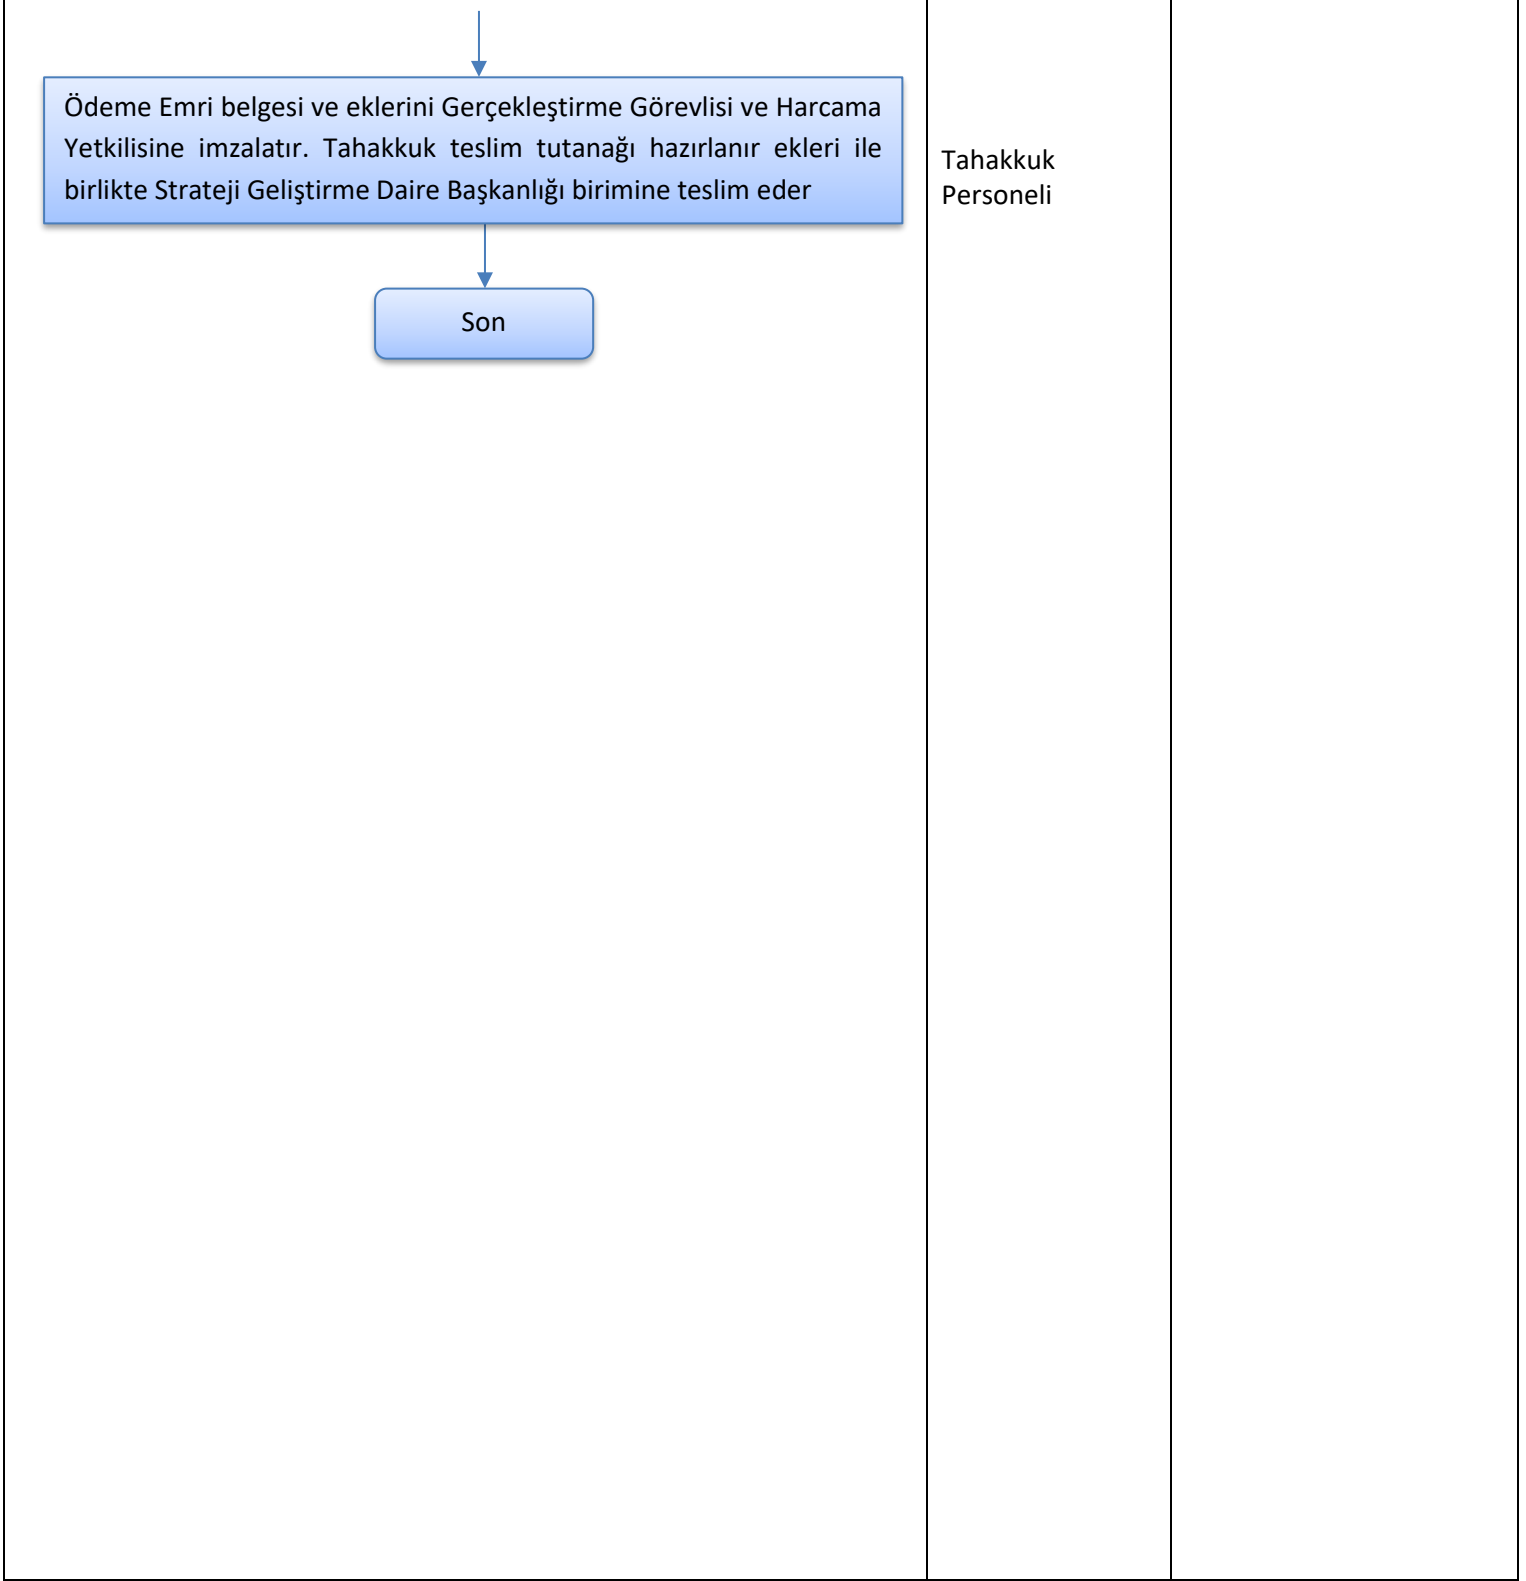 Ödeme Emri belgesi ve eklerini Gerçekleştirme Görevlisi ve Harcama
Yetkilisine imzalatır. Tahakkuk teslim tutanağı hazırlanır ekleri ile
birlikte Strateji Geliştirme Daire Başkanlığı birimine teslim eder
Tahakkuk
Personeli
Son